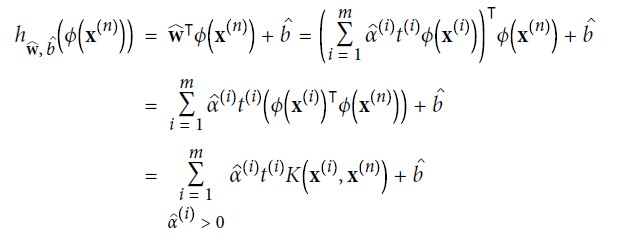 h_{ŵ, b̂}(ϕ(x^{(n)})) = ŵ^⊺ϕ(x^{(n)}) + b̂ = (∑_{i = 1}^{m} α̂^{(i)}t^{(i)}ϕ(x^{(i)}))^⊺ϕ(x^{(n)}) + b̂
= ∑_{i = 1}^{m} α̂^{(i)}t^{(i)}(ϕ(x^{(i)})^⊺ϕ(x^{(n)})) + b̂
= ∑_{i = 1, α̂^{(i)} > 0}^{m} α̂^{(i)}t^{(i)}K(x^{(i)}, x^{(n)}) + b̂